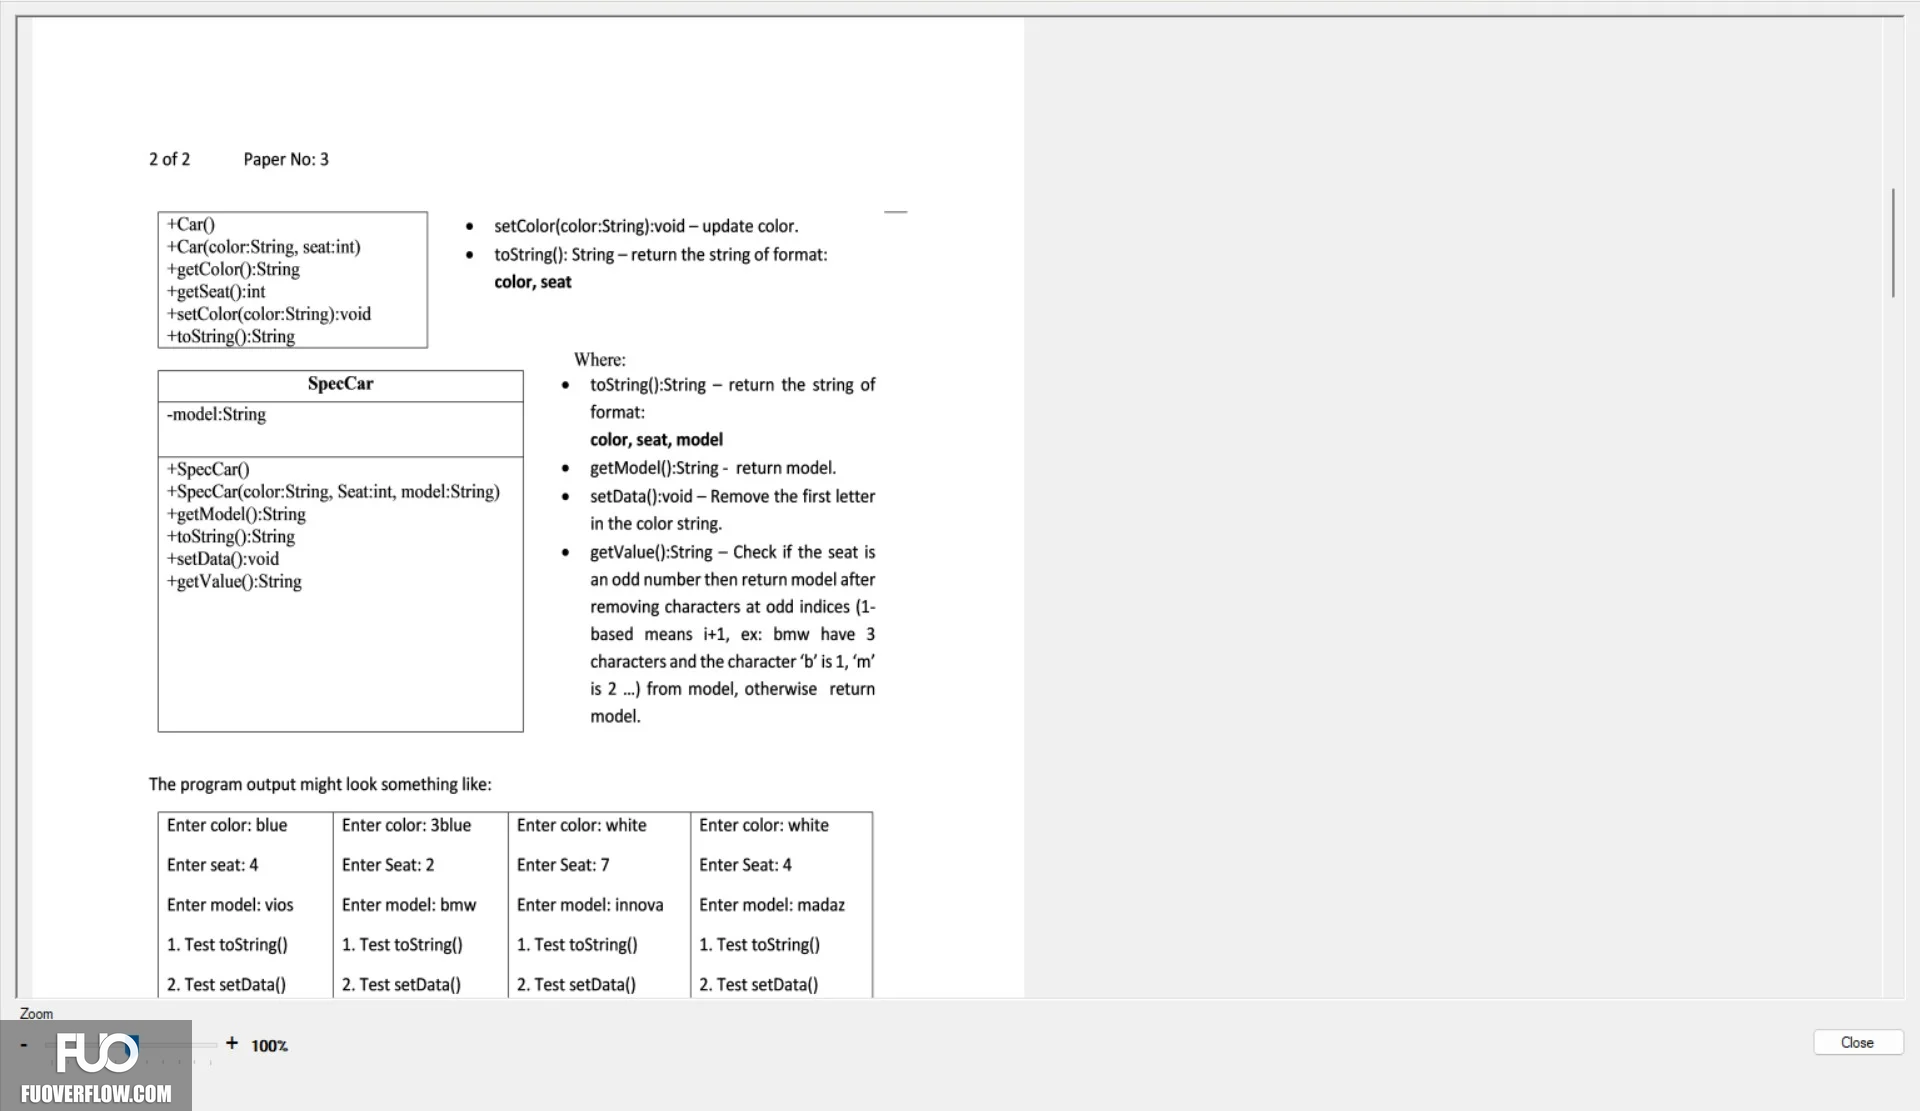 2 of 2 Paper No: 3
+Car()
+Car(color:String, seat:int)
+getColor():String
+getSeat():int
+setColor(color:String):void
+toString():String
• setColor(color:String):void – update color.
• toString(): String – return the string of format:
color, seat
SpecCar
-model:String
+SpecCar()
+SpecCar(color:String, Seat:int, model:String)
+getModel():String
+toString():String
+setData():void
+getValue():String
Where:
• toString():String – return the string of
format:
color, seat, model
• getModel():String - return model.
• setData():void – Remove the first letter
in the color string.
• getValue():String – Check if the seat is
an odd number then return model after
removing characters at odd indices (1-
based means i+1, ex: bmw have 3
characters and the character ‘b’ is 1, ‘m’
is 2 ...) from model, otherwise return
model.
The program output might look something like:
Enter color: blue
Enter seat: 4
Enter model: vios
1. Test toString()
2. Test setData()
Enter color: 3blue
Enter Seat: 2
Enter model: bmw
1. Test toString()
2. Test setData()
Enter color: white
Enter Seat: 7
Enter model: innova
1. Test toString()
2. Test setData()
Enter color: white
Enter Seat: 4
Enter model: madaz
1. Test toString()
2. Test setData()
Zoom
- + 100%
Close
FUO
FUOVERFLOW.COM